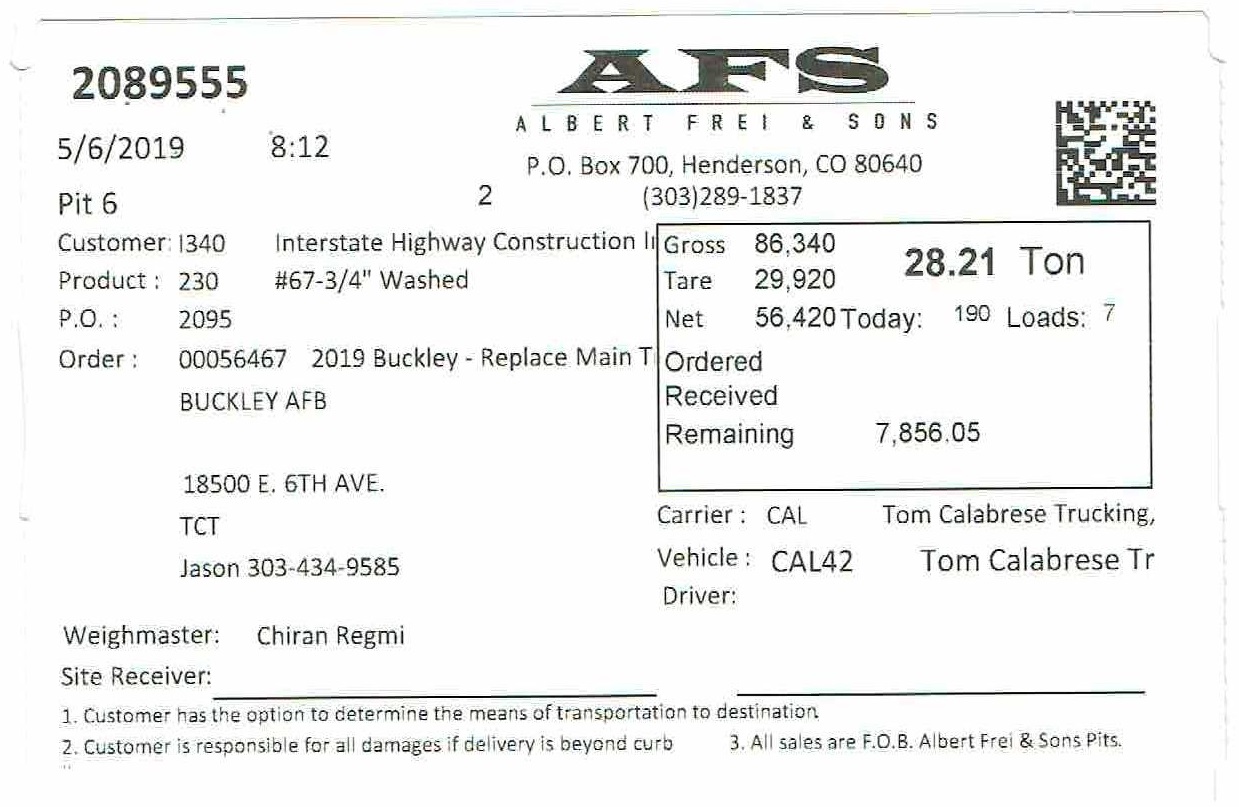 2089555
AFS
ALBERT FREI & SONS
5/6/2019 8:12
P.O. Box 700, Henderson, CO 80640
Pit 6 2 (303)289-1837
Customer: I340 Interstate Highway Construction I
Gross 86,340 28.21 Ton
Product : 230 #67-3/4" Washed
Tare 29,920
P.O. : 2095
Net 56,420 Today: 190 Loads: 7
Order : 00056467 2019 Buckley - Replace Main T
Ordered
BUCKLEY AFB
Received
Remaining 7,856.05
18500 E. 6TH AVE.
TCT
Carrier : CAL Tom Calabrese Trucking,
Jason 303-434-9585
Vehicle : CAL42 Tom Calabrese Tr
Driver:
Weighmaster: Chiran Regmi
Site Receiver:
1. Customer has the option to determine the means of transportation to destination.
2. Customer is responsible for all damages if delivery is beyond curb 3. All sales are F.O.B. Albert Frei & Sons Pits.